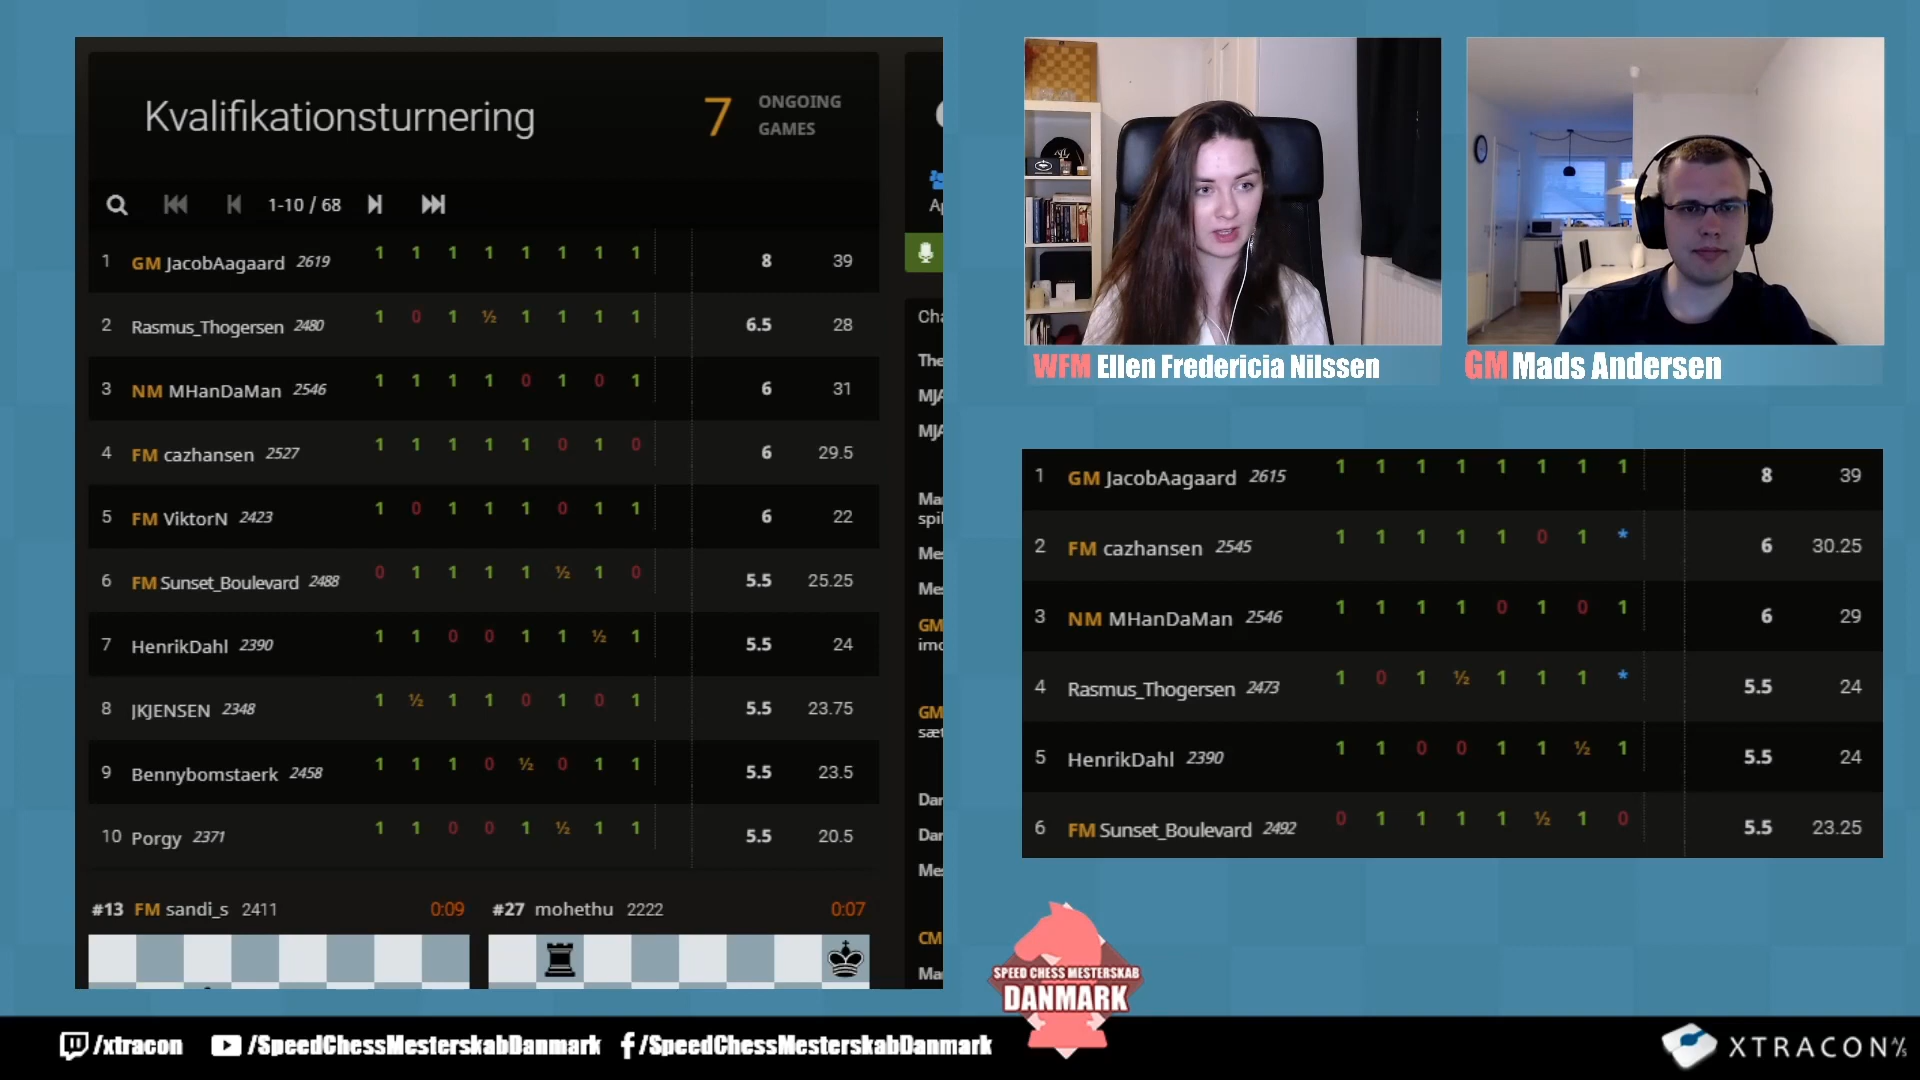 Kvalifikationsturnering
7 ONGOING GAMES
1-10 / 68
1 GM JacobAagaard 2619 1 1 1 1 1 1 1 1 8 39
2 Rasmus_Thogersen 2480 1 0 1 ½ 1 1 1 1 6.5 28
3 NM MHanDaMan 2546 1 1 1 1 0 1 0 1 6 31
4 FM cazhansen 2527 1 1 1 1 1 0 1 0 6 29.5
5 FM ViktorN 2423 1 0 1 1 1 0 1 1 6 22
6 FM Sunset_Boulevard 2488 0 1 1 1 1 ½ 1 0 5.5 25.25
7 HenrikDahl 2390 1 1 0 0 1 1 ½ 1 5.5 24
8 JKJENSEN 2348 1 ½ 1 1 0 1 0 1 5.5 23.75
9 Bennybomstaerk 2458 1 1 1 0 ½ 0 1 1 5.5 23.5
10 Porgy 2371 1 1 0 0 1 ½ 1 1 5.5 20.5
#13 FM sandi_s 2411 0:09
#27 mohethu 2222 0:07
The
MJA
MJA
spil
GM
GM
sæt
Dar
Dar
CM
WFM Ellen Fredericia Nilssen
GM Mads Andersen
1 GM JacobAagaard 2615 1 1 1 1 1 1 1 1 8 39
2 FM cazhansen 2545 1 1 1 1 1 0 1 * 6 30.25
3 NM MHanDaMan 2546 1 1 1 1 0 1 0 1 6 29
4 Rasmus_Thogersen 2473 1 0 1 ½ 1 1 1 * 5.5 24
5 HenrikDahl 2390 1 1 0 0 1 1 ½ 1 5.5 24
6 FM Sunset_Boulevard 2492 0 1 1 1 1 ½ 1 0 5.5 23.25
SPEED CHESS MESTERSKAB
DANMARK
/xtracon
/SpeedChessMesterskabDanmark
/SpeedChessMesterskabDanmark
XTRACON A/S